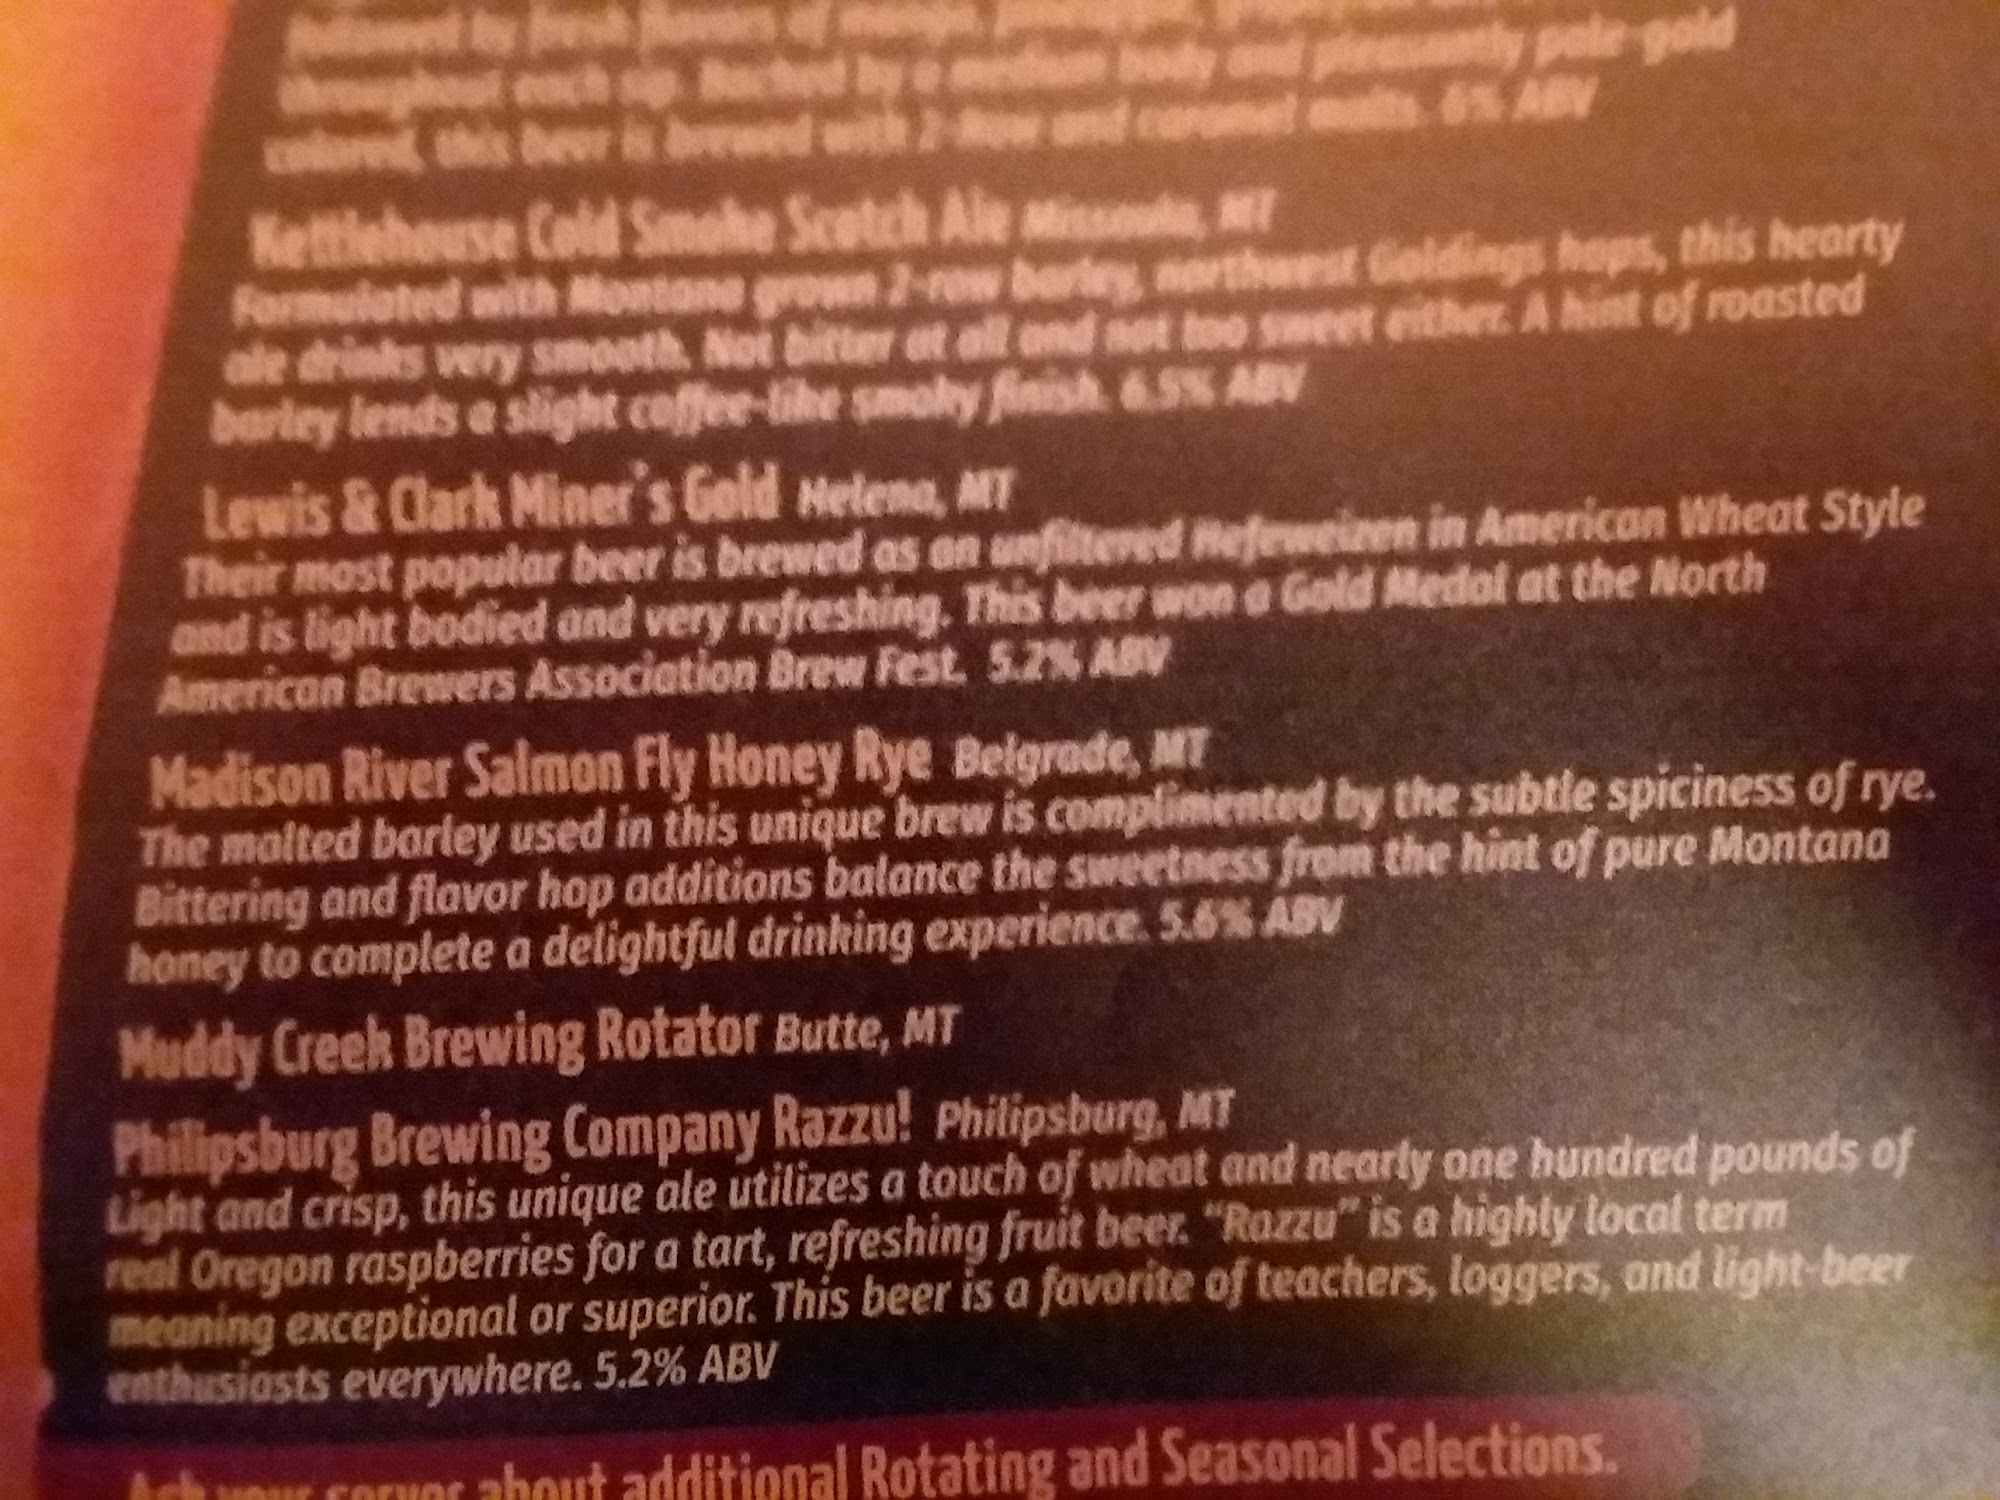 throughout each sip. Backed by a medium body and pleasantly pale-gold
colored, this beer is brewed with 2-Row and caramel malts. 6% ABV
Kettlehouse Cold Smoke Scotch Ale Missoula, MT
Formulated with Montana grown 2-row barley, northwest Goldings hops, this hearty
ale drinks very smooth. Not bitter at all and not too sweet either. A hint of roasted
barley lends a slight coffee-like smoky finish. 6.5% ABV
Lewis & Clark Miner's Gold Helena, MT
Their most popular beer is brewed as an unfiltered Hefeweizen in American Wheat Style
and is light bodied and very refreshing. This beer won a Gold Medal at the North
American Brewers Association Brew Fest. 5.2% ABV
Madison River Salmon Fly Honey Rye Belgrade, MT
The malted barley used in this unique brew is complimented by the subtle spiciness of rye.
Bittering and flavor hop additions balance the sweetness from the hint of pure Montana
honey to complete a delightful drinking experience. 5.6% ABV
Muddy Creek Brewing Rotator Butte, MT
Philipsburg Brewing Company Razzu! Philipsburg, MT
Light and crisp, this unique ale utilizes a touch of wheat and nearly one hundred pounds of
real Oregon raspberries for a tart, refreshing fruit beer. "Razzu" is a highly local term
meaning exceptional or superior. This beer is a favorite of teachers, loggers, and light-beer
enthusiasts everywhere. 5.2% ABV
Ask your server about additional Rotating and Seasonal Selections.